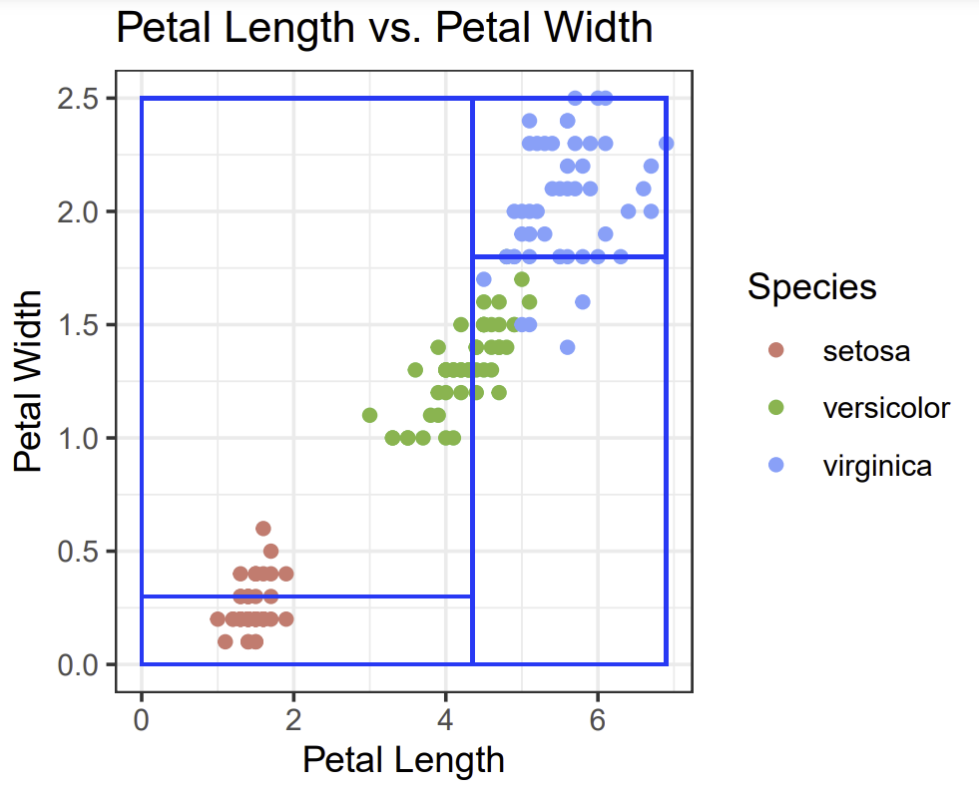 Petal Length vs. Petal Width
2.5
2.0
1.5
1.0
0.5
0.0
Petal Width
0 2 4 6
Petal Length
Species
setosa
versicolor
virginica